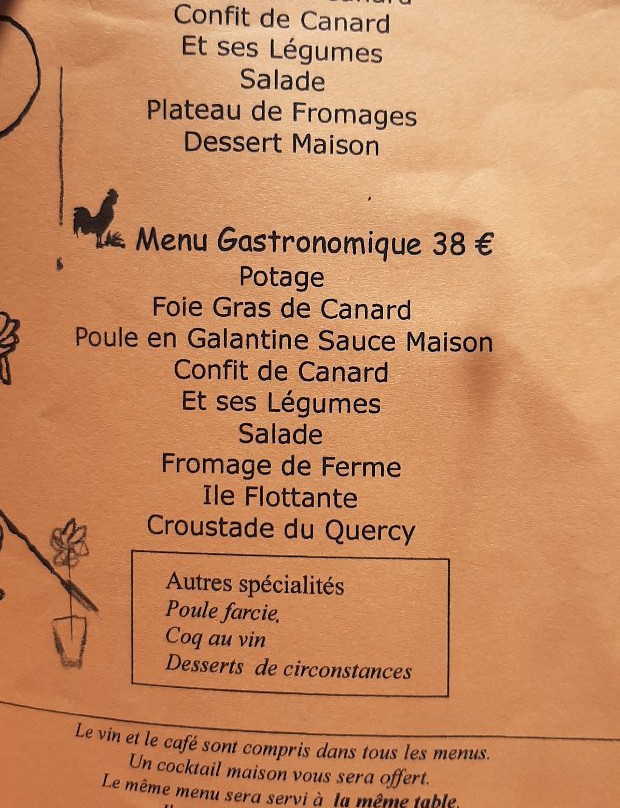 Confit de Canard
Et ses Légumes
Salade
Plateau de Fromages
Dessert Maison
Menu Gastronomique 38 €
Potage
Foie Gras de Canard
Poule en Galantine Sauce Maison
Confit de Canard
Et ses Légumes
Salade
Fromage de Ferme
Ile Flottante
Croustade du Quercy
Autres spécialités
Poule farcie,
Coq au vin
Desserts de circonstances
Le vin et le café sont compris dans tous les menus.
Un cocktail maison vous sera offert.
Le même menu sera servi à la même table.